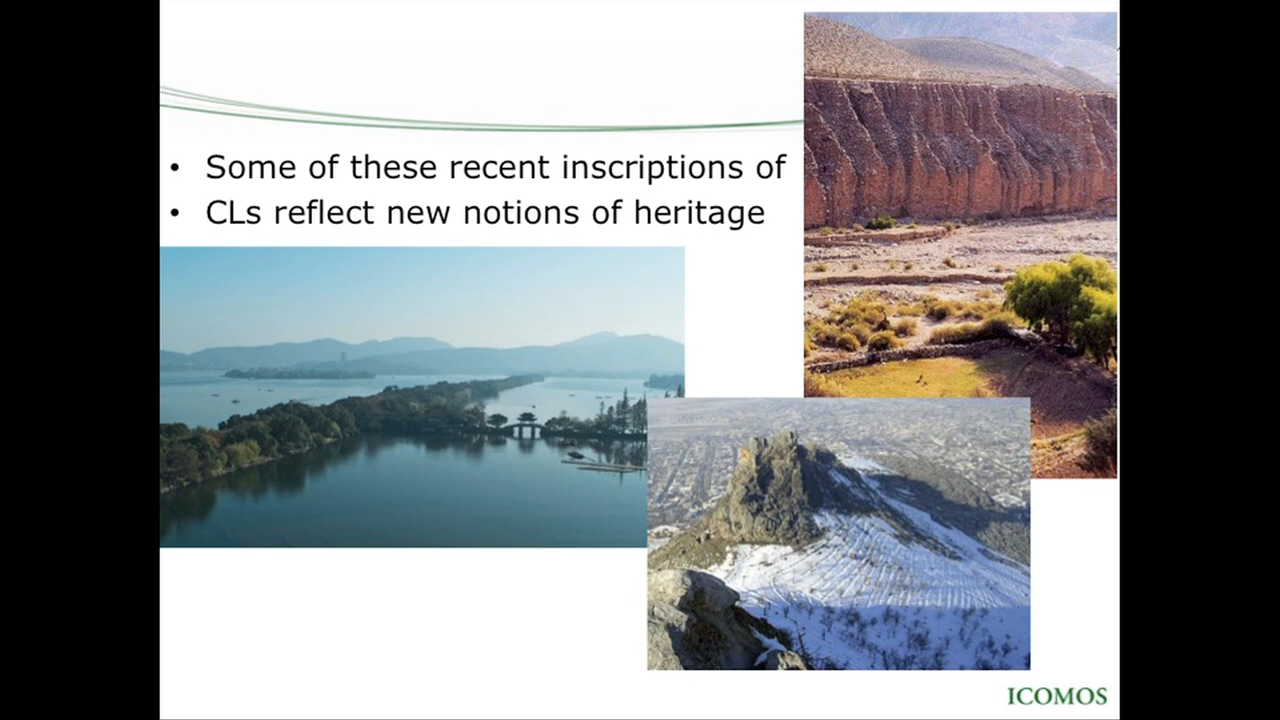 • Some of these recent inscriptions of
• CLs reflect new notions of heritage
ICOMOS